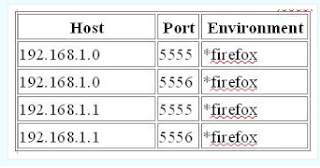 Host Port Environment
192.168.1.0 5555 *firefox
192.168.1.0 5556 *firefox
192.168.1.1 5555 *firefox
192.168.1.1 5556 *firefox